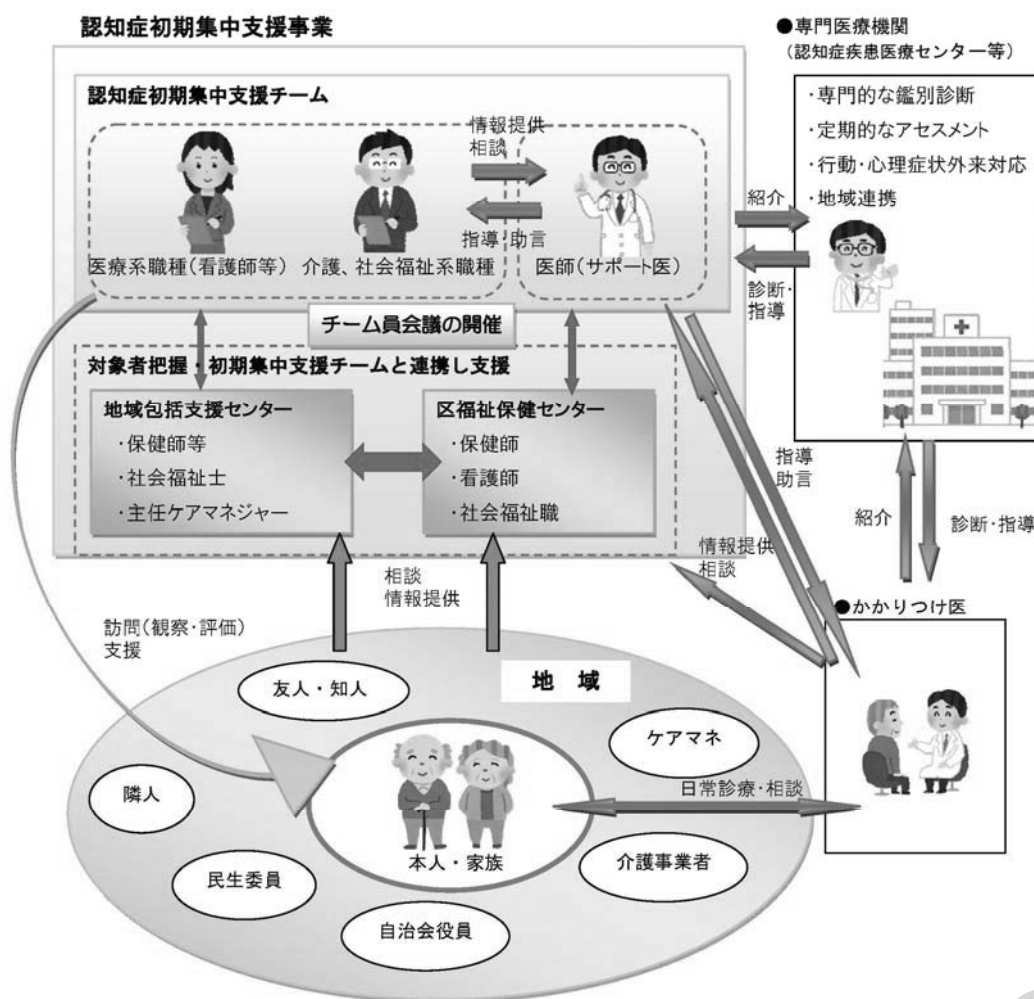 認知症初期集中支援事業
●専門医療機関
（認知症疾患医療センター等）
・専門的な鑑別診断
・定期的なアセスメント
・行動・心理症状外来対応
・地域連携
認知症初期集中支援チーム
情報提供
相談
指導・助言
医療系職種（看護師等）
介護、社会福祉系職種
医師（サポート医）
紹介
診断・
指導
チーム員会議の開催
対象者把握・初期集中支援チームと連携し支援
地域包括支援センター
・保健師等
・社会福祉士
・主任ケアマネジャー
区福祉保健センター
・保健師
・看護師
・社会福祉職
指導
助言
情報提供
相談
紹介
診断・指導
●かかりつけ医
相談
情報提供
訪問（観察・評価）
支援
地　域
友人・知人
ケアマネ
隣人
日常診療・相談
本人・家族
介護事業者
民生委員
自治会役員